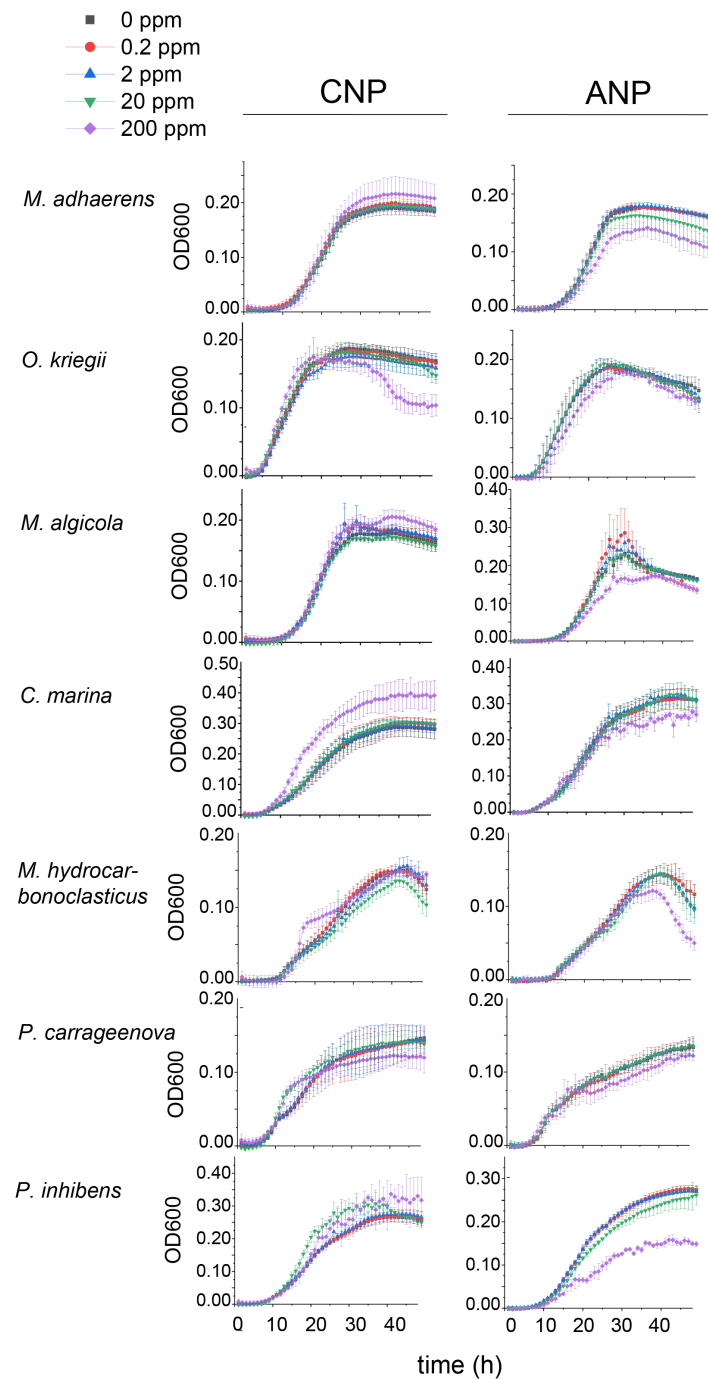 0 ppm
0.2 ppm
2 ppm
20 ppm
200 ppm
CNP
ANP
M. adhaerens
OD600
0.20
0.10
0.00
0.20
0.10
0.00
O. kriegii
OD600
0.20
0.10
0.00
0.20
0.10
0.00
M. algicola
OD600
0.20
0.10
0.00
0.40
0.30
0.20
0.10
0.00
C. marina
OD600
0.50
0.40
0.30
0.20
0.10
0.00
0.40
0.30
0.20
0.10
0.00
M. hydrocar-
bonoclasticus
OD600
0.20
0.10
0.00
0.20
0.10
0.00
P. carrageenova
OD600
0.20
0.10
0.00
0.20
0.10
0.00
P. inhibens
OD600
0.40
0.30
0.20
0.10
0.00
0.30
0.20
0.10
0.00
0 10 20 30 40
0 10 20 30 40
time (h)